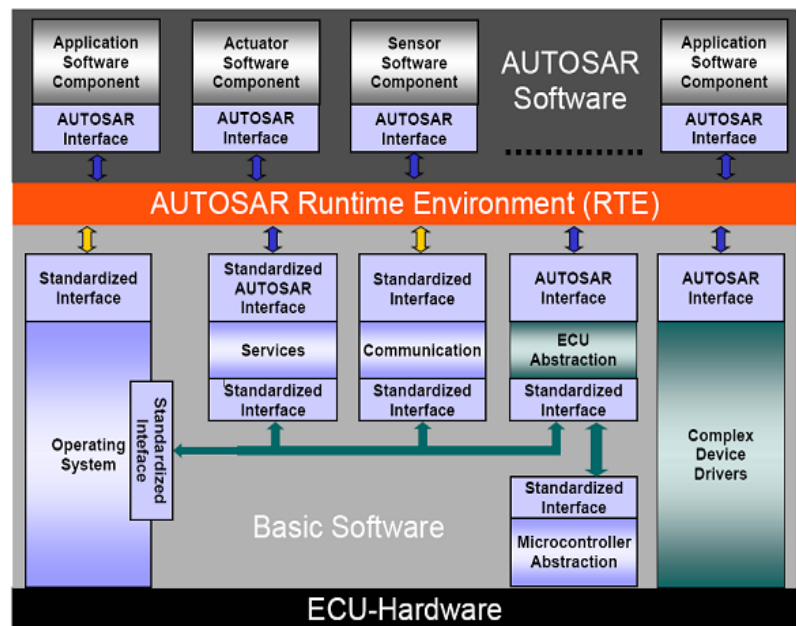 Application
Software
Component
AUTOSAR
Interface
Actuator
Software
Component
AUTOSAR
Interface
Sensor
Software
Component
AUTOSAR
Interface
AUTOSAR
Software
Application
Software
Component
AUTOSAR
Interface
AUTOSAR Runtime Environment (RTE)
Standardized
Interface
Operating
System
Standardized
Inteface
Standardized
AUTOSAR
Interface
Services
Standardized
Interface
Standardized
Interface
Communication
Standardized
Interface
AUTOSAR
Interface
ECU
Abstraction
Standardized
Interface
Standardized
Interface
Microcontroller
Abstraction
AUTOSAR
Interface
Complex
Device
Drivers
Basic Software
ECU-Hardware